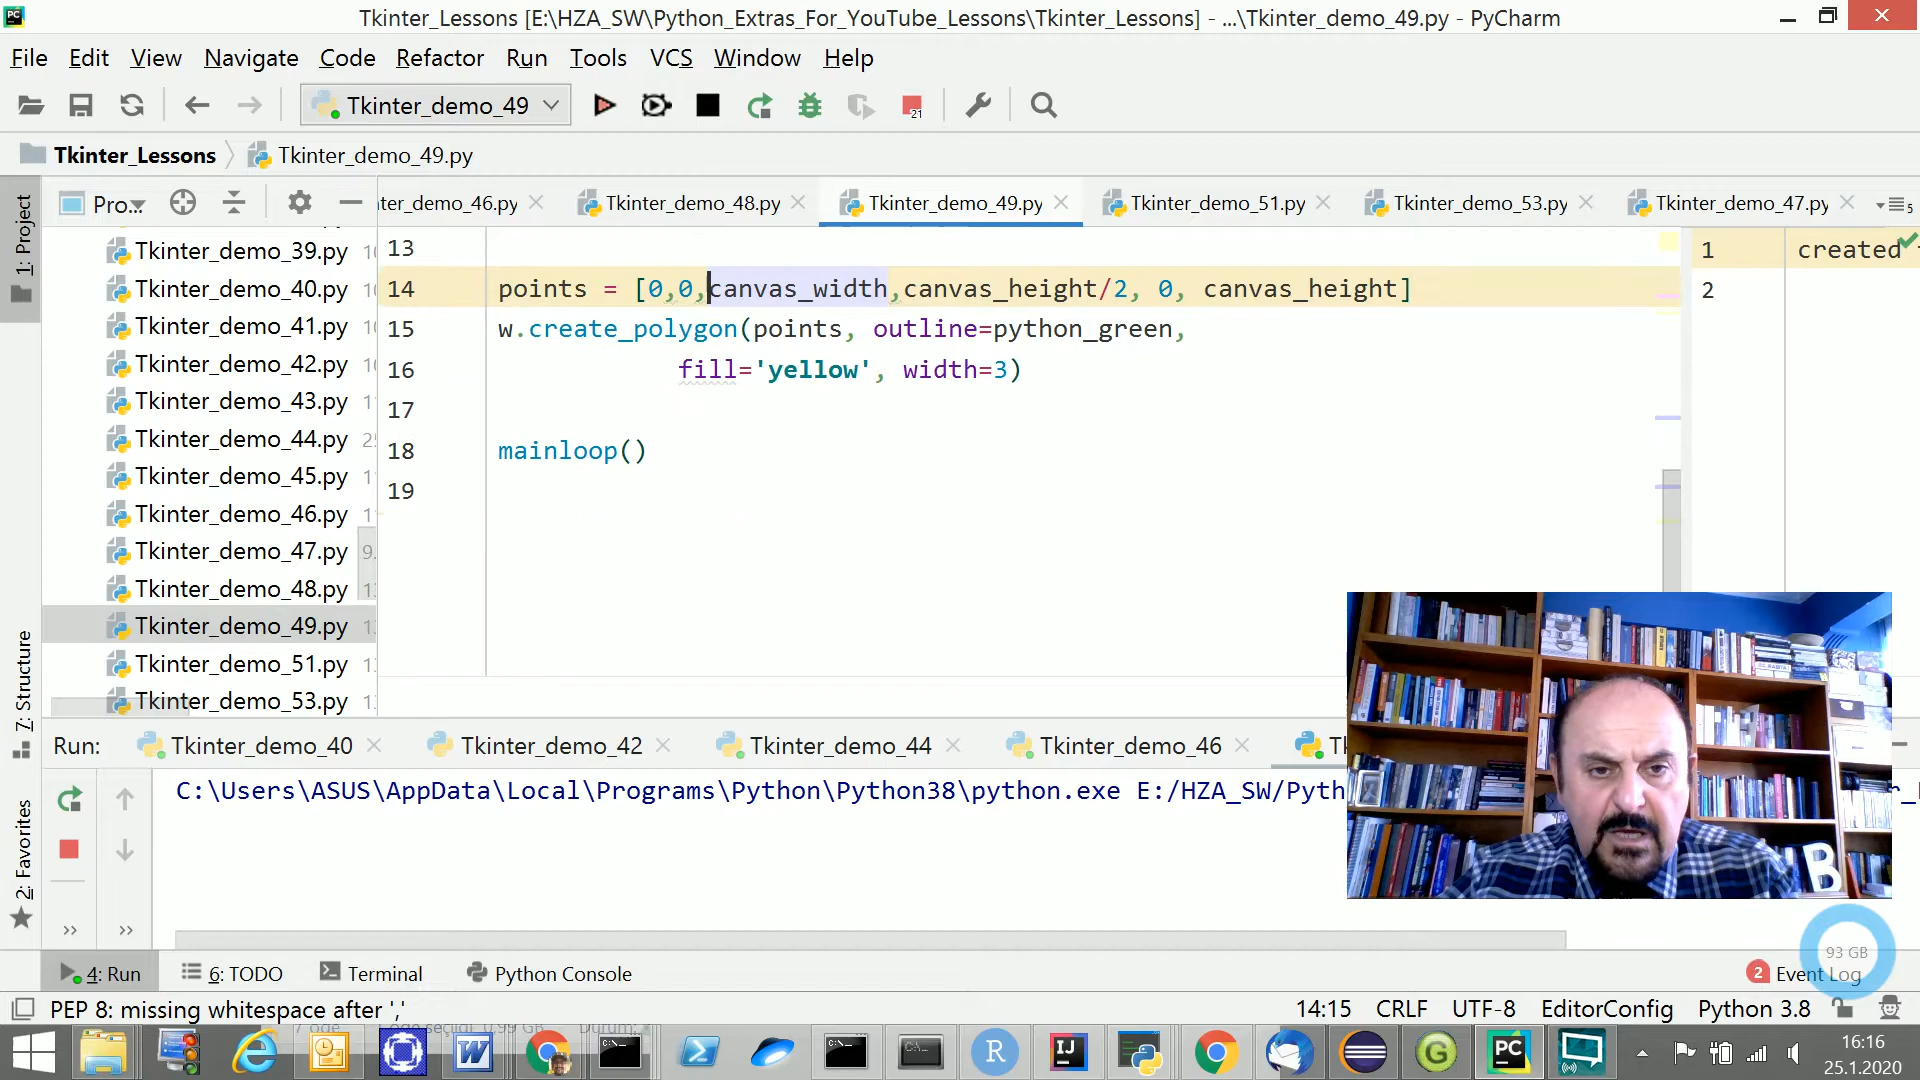 Tkinter_Lessons [E:\HZA_SW\Python_Extras_For_YouTube_Lessons\Tkinter_Lessons] - ...\Tkinter_demo_49.py - PyCharm
File Edit View Navigate Code Refactor Run Tools VCS Window Help
Tkinter_demo_49
21
Tkinter_Lessons Tkinter_demo_49.py
1: Project
Pro...
ter_demo_46.py Tkinter_demo_48.py Tkinter_demo_49.py Tkinter_demo_51.py Tkinter_demo_53.py Tkinter_demo_47.py 5
Tkinter_demo_39.py
Tkinter_demo_40.py
Tkinter_demo_41.py
Tkinter_demo_42.py
Tkinter_demo_43.py
Tkinter_demo_44.py
Tkinter_demo_45.py
Tkinter_demo_46.py
Tkinter_demo_47.py
Tkinter_demo_48.py
Tkinter_demo_49.py
Tkinter_demo_51.py
Tkinter_demo_53.py
13
14 points = [0,0,canvas_width,canvas_height/2, 0, canvas_height]
15 w.create_polygon(points, outline=python_green,
16 fill='yellow', width=3)
17
18 mainloop()
19
1 created
2
7: Structure
2: Favorites
Run: Tkinter_demo_40 Tkinter_demo_42 Tkinter_demo_44 Tkinter_demo_46
C:\Users\ASUS\AppData\Local\Programs\Python\Python38\python.exe E:/HZA_SW/Pyth
B
93 GB
4: Run 6: TODO Terminal Python Console 2 Event Log
PEP 8: missing whitespace after ','
14:15 CRLF UTF-8 EditorConfig Python 3.8
16:16
25.1.2020